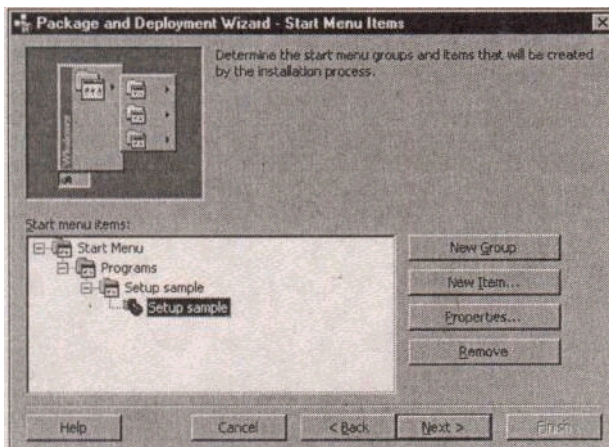 Package and Deployment Wizard - Start Menu Items
Determine the start menu groups and items that will be created
by the installation process.
Start menu items:
Start Menu
Programs
Setup sample
Setup sample
New Group
New Item...
Properties...
Remove
Help
Cancel
< Back
Next >
Finish